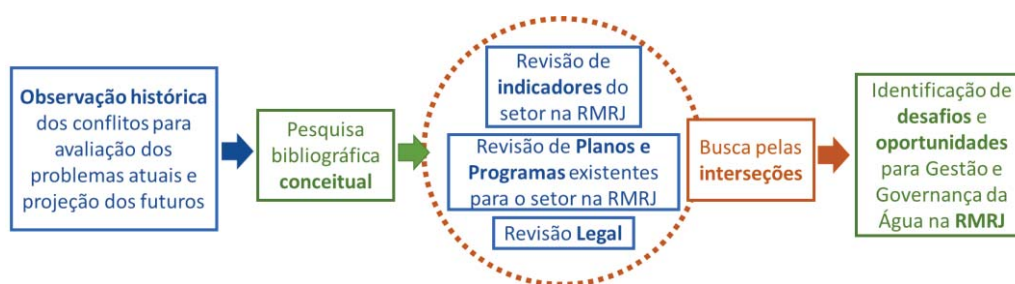 Observação histórica
dos conflitos para
avaliação dos
problemas atuais e
projeção dos futuros
Pesquisa
bibliográfica
conceitual
Revisão de
indicadores do
setor na RMRJ
Revisão de Planos e
Programas existentes
para o setor na RMRJ
Revisão Legal
Busca pelas
interseções
Identificação de
desafios e
oportunidades
para Gestão e
Governança da
Água na RMRJ